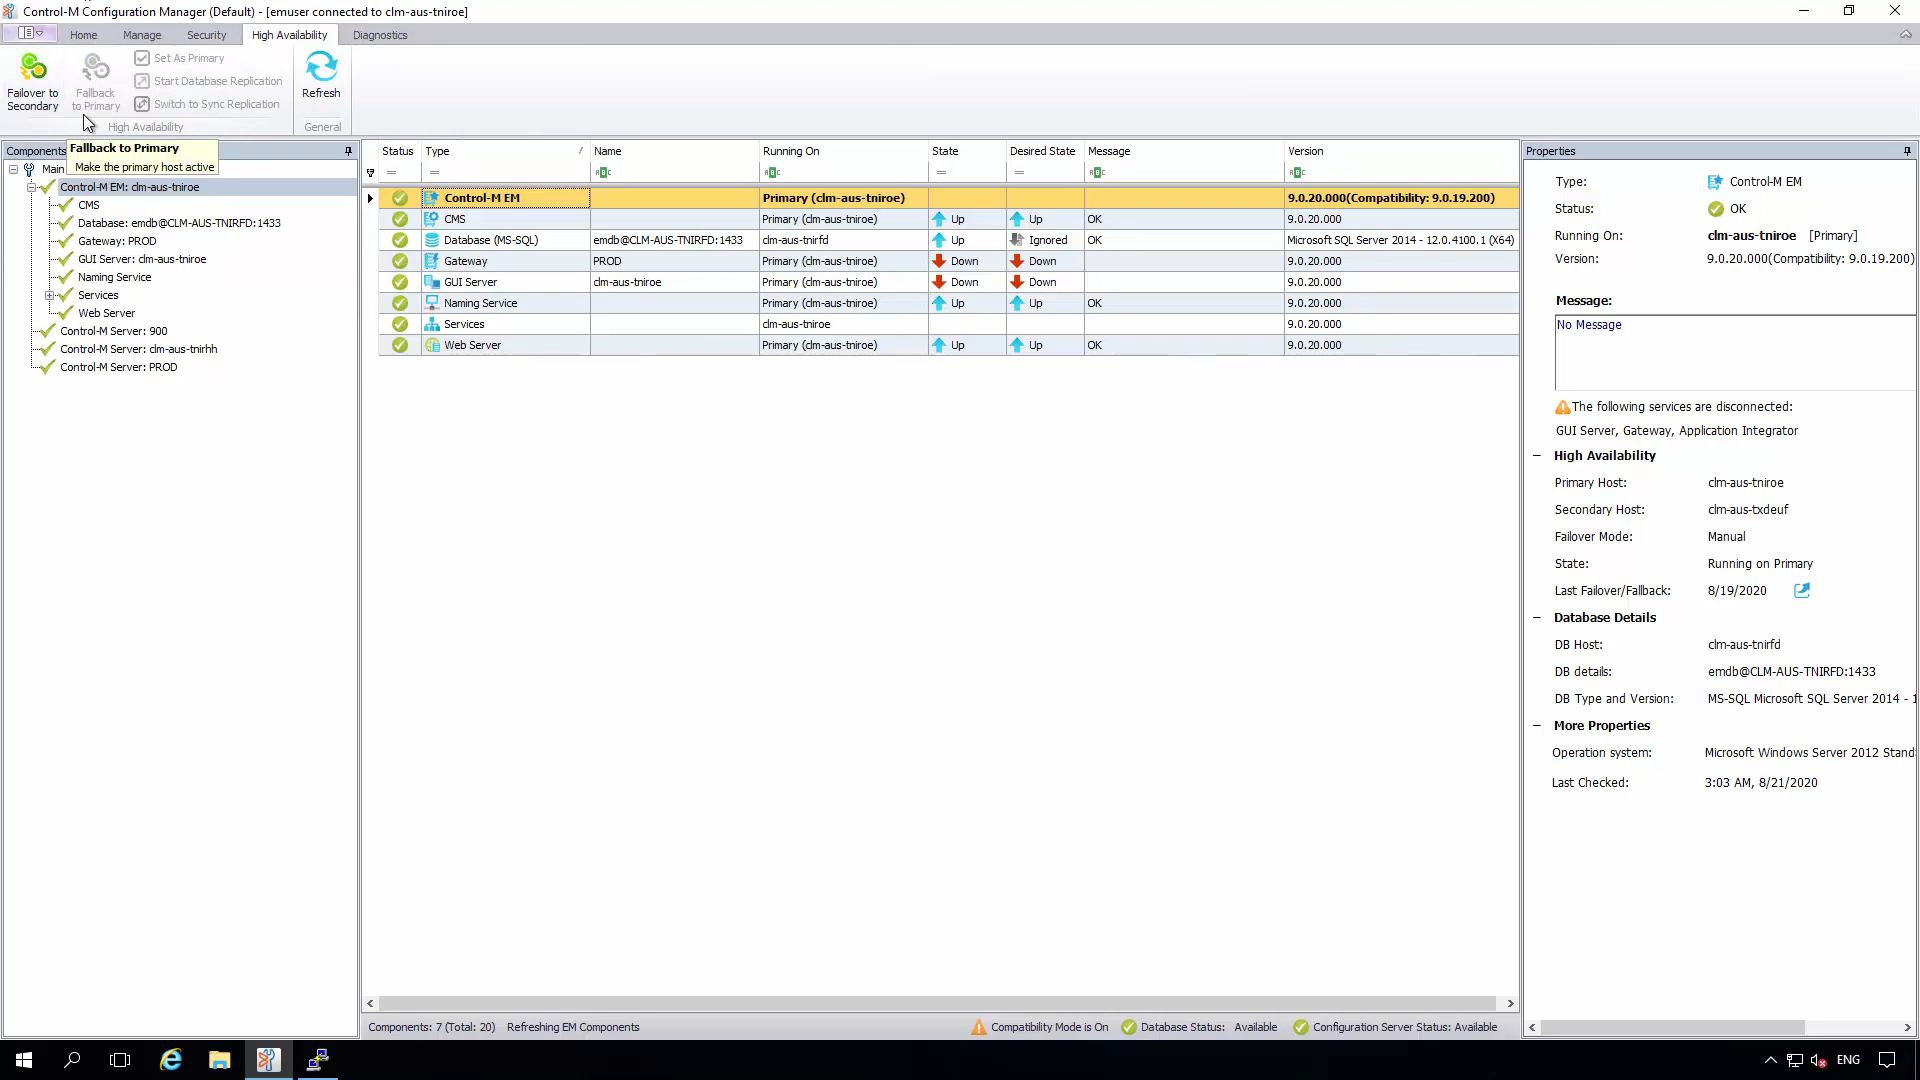 Control-M Configuration Manager (Default) - [emuser connected to clm-aus-tniroe]
Home Manage Security High Availability Diagnostics
Failover to Secondary
Fallback to Primary
Set As Primary
Start Database Replication
Switch to Sync Replication
Refresh
High Availability
General
Fallback to Primary
Make the primary host active
Components
Main
Control-M EM: clm-aus-tniroe
CMS
Database: emdb@CLM-AUS-TNIRFD:1433
Gateway: PROD
GUI Server: clm-aus-tniroe
Naming Service
Services
Web Server
Control-M Server: 900
Control-M Server: clm-aus-tnirhh
Control-M Server: PROD
Status Type Name Running On State Desired State Message Version
Control-M EM Primary (clm-aus-tniroe) 9.0.20.000(Compatibility: 9.0.19.200)
CMS Primary (clm-aus-tniroe) Up Up OK 9.0.20.000
Database (MS-SQL) emdb@CLM-AUS-TNIRFD:1433 clm-aus-tnirfd Up Ignored OK Microsoft SQL Server 2014 - 12.0.4100.1 (X64)
Gateway PROD Primary (clm-aus-tniroe) Down Down 9.0.20.000
GUI Server clm-aus-tniroe Primary (clm-aus-tniroe) Down Down 9.0.20.000
Naming Service Primary (clm-aus-tniroe) Up Up OK 9.0.20.000
Services clm-aus-tniroe 9.0.20.000
Web Server Primary (clm-aus-tniroe) Up Up OK 9.0.20.000
Components: 7 (Total: 20) Refreshing EM Components Compatibility Mode is On Database Status: Available Configuration Server Status: Available
Properties
Type: Control-M EM
Status: OK
Running On: clm-aus-tniroe [Primary]
Version: 9.0.20.000(Compatibility: 9.0.19.200)
Message:
No Message
The following services are disconnected:
GUI Server, Gateway, Application Integrator
High Availability
Primary Host: clm-aus-tniroe
Secondary Host: clm-aus-txdeuf
Failover Mode: Manual
State: Running on Primary
Last Failover/Fallback: 8/19/2020
Database Details
DB Host: clm-aus-tnirfd
DB details: emdb@CLM-AUS-TNIRFD:1433
DB Type and Version: MS-SQL Microsoft SQL Server 2014 - 1
More Properties
Operation system: Microsoft Windows Server 2012 Stand
Last Checked: 3:03 AM, 8/21/2020
ENG